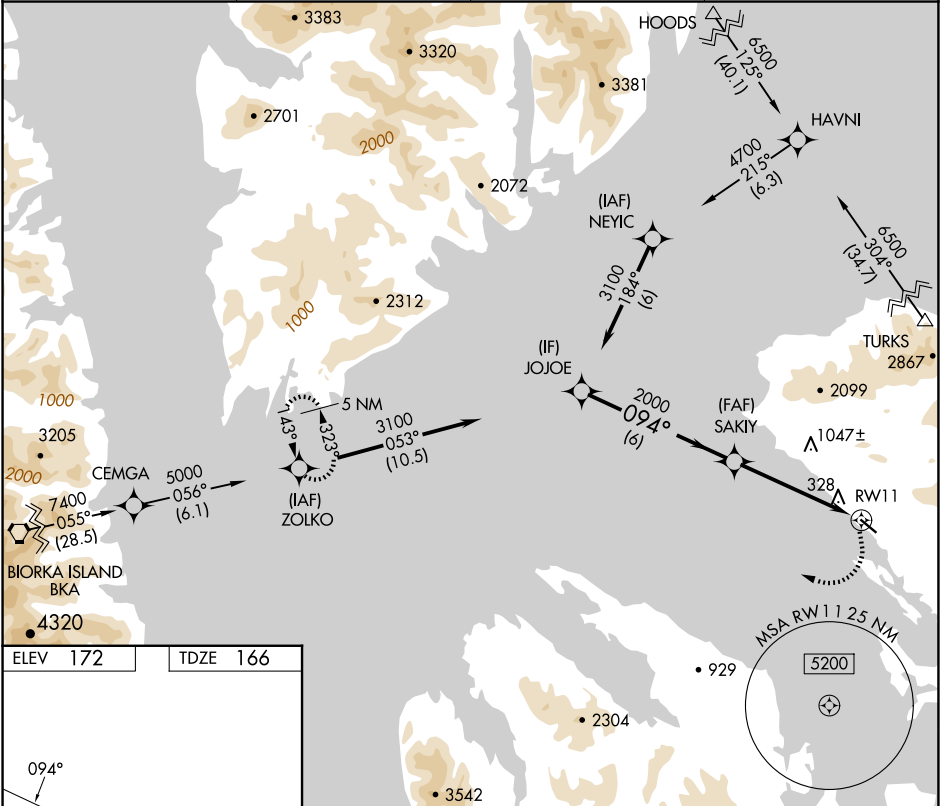 3383
3320
3381
2701
2000
2072
HOODS
6500
125°
(40.1)
HAVNI
4700
215°
(6.3)
(IAF)
NEYIC
3100
184°
(6)
6500
304°
(34.7)
TURKS
2867
2099
2312
1000
(IF)
JOJOE
2000
094°
(6)
(FAF)
SAKIY
1047±
328
RW11
5 NM
143°
323°
3100
053°
(10.5)
(IAF)
ZOLKO
1000
3205
2000
CEMGA
5000
056°
(6.1)
7400
055°
(28.5)
BIORKA ISLAND
BKA
4320
ELEV 172
TDZE 166
094°
929
2304
3542
MSA RW11 25 NM
5200